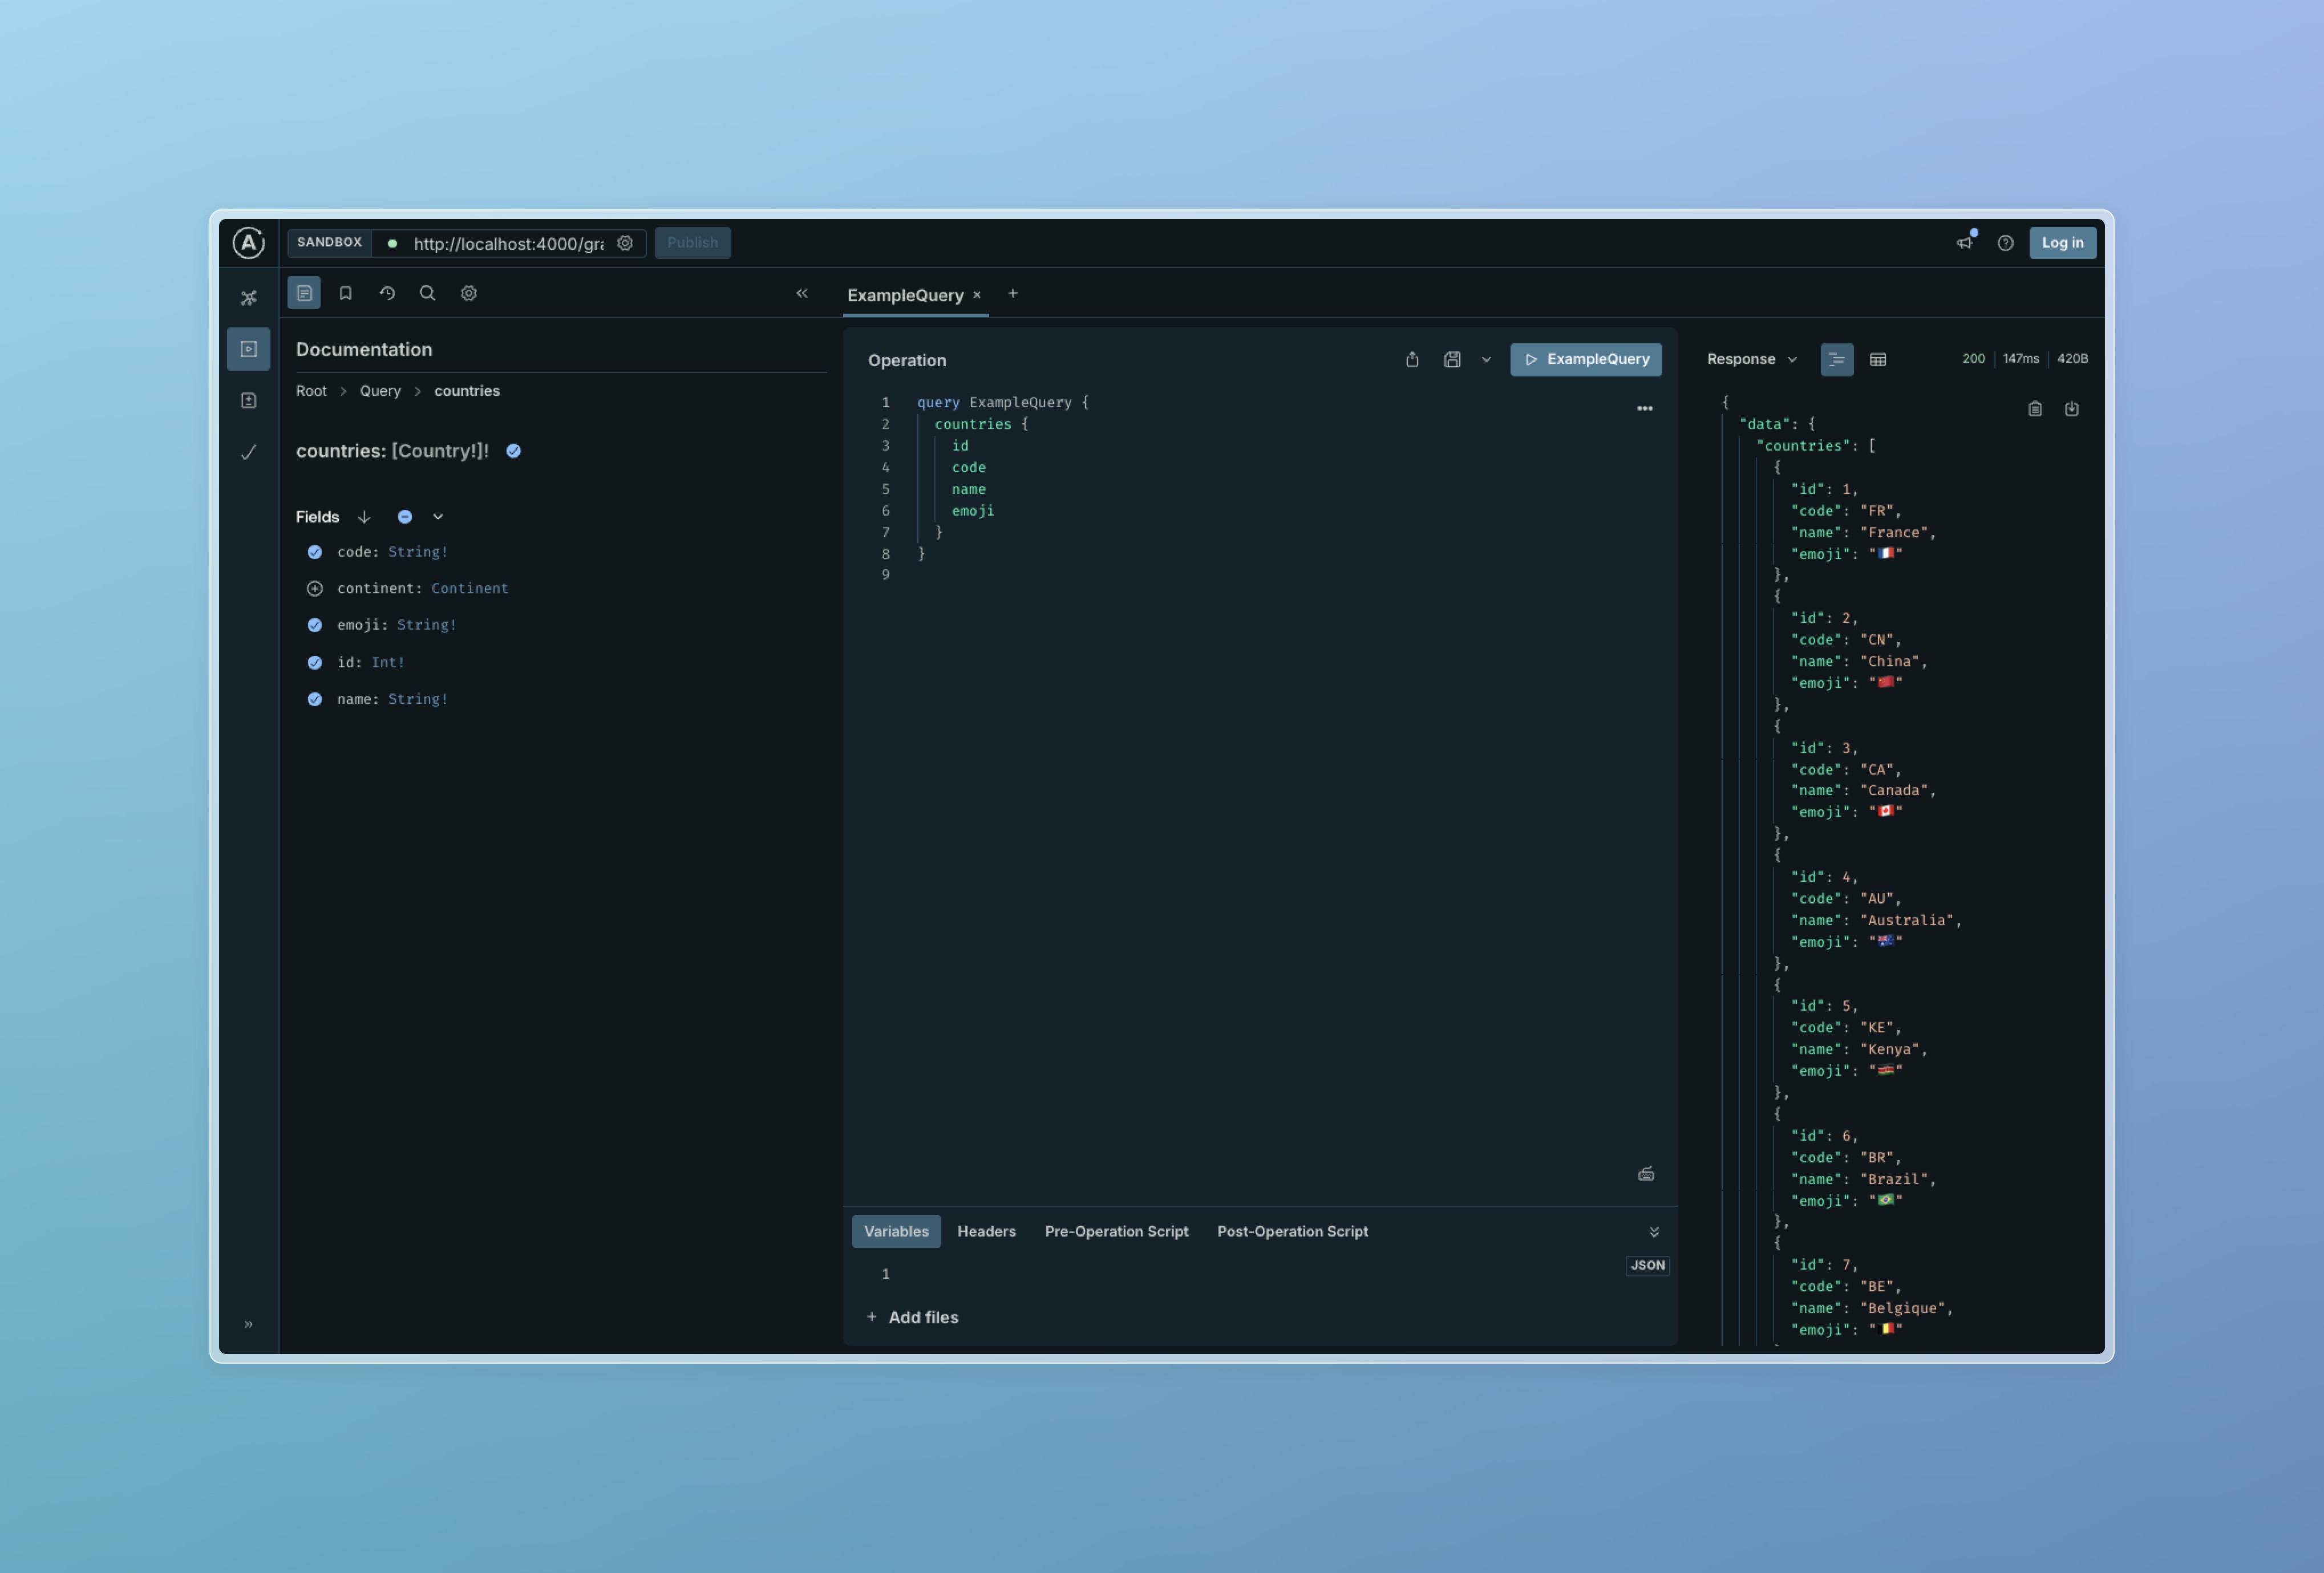 SANDBOX http://localhost:4000/gra Publish Log in
ExampleQuery
Documentation
Root > Query > countries
countries: [Country!]!
Fields
code: String!
continent: Continent
emoji: String!
id: Int!
name: String!
Operation ExampleQuery
1 query ExampleQuery {
2 countries {
3 id
4 code
5 name
6 emoji
7 }
8 }
9
Variables Headers Pre-Operation Script Post-Operation Script
1 JSON
+ Add files
Response 200 147ms 420B
{
"data": {
"countries": [
{
"id": 1,
"code": "FR",
"name": "France",
"emoji": "🇫🇷"
},
{
"id": 2,
"code": "CN",
"name": "China",
"emoji": "🇨🇳"
},
{
"id": 3,
"code": "CA",
"name": "Canada",
"emoji": "🇨🇦"
},
{
"id": 4,
"code": "AU",
"name": "Australia",
"emoji": "🇦🇺"
},
{
"id": 5,
"code": "KE",
"name": "Kenya",
"emoji": "🇰🇪"
},
{
"id": 6,
"code": "BR",
"name": "Brazil",
"emoji": "🇧🇷"
},
{
"id": 7,
"code": "BE",
"name": "Belgique",
"emoji": "🇧🇪"